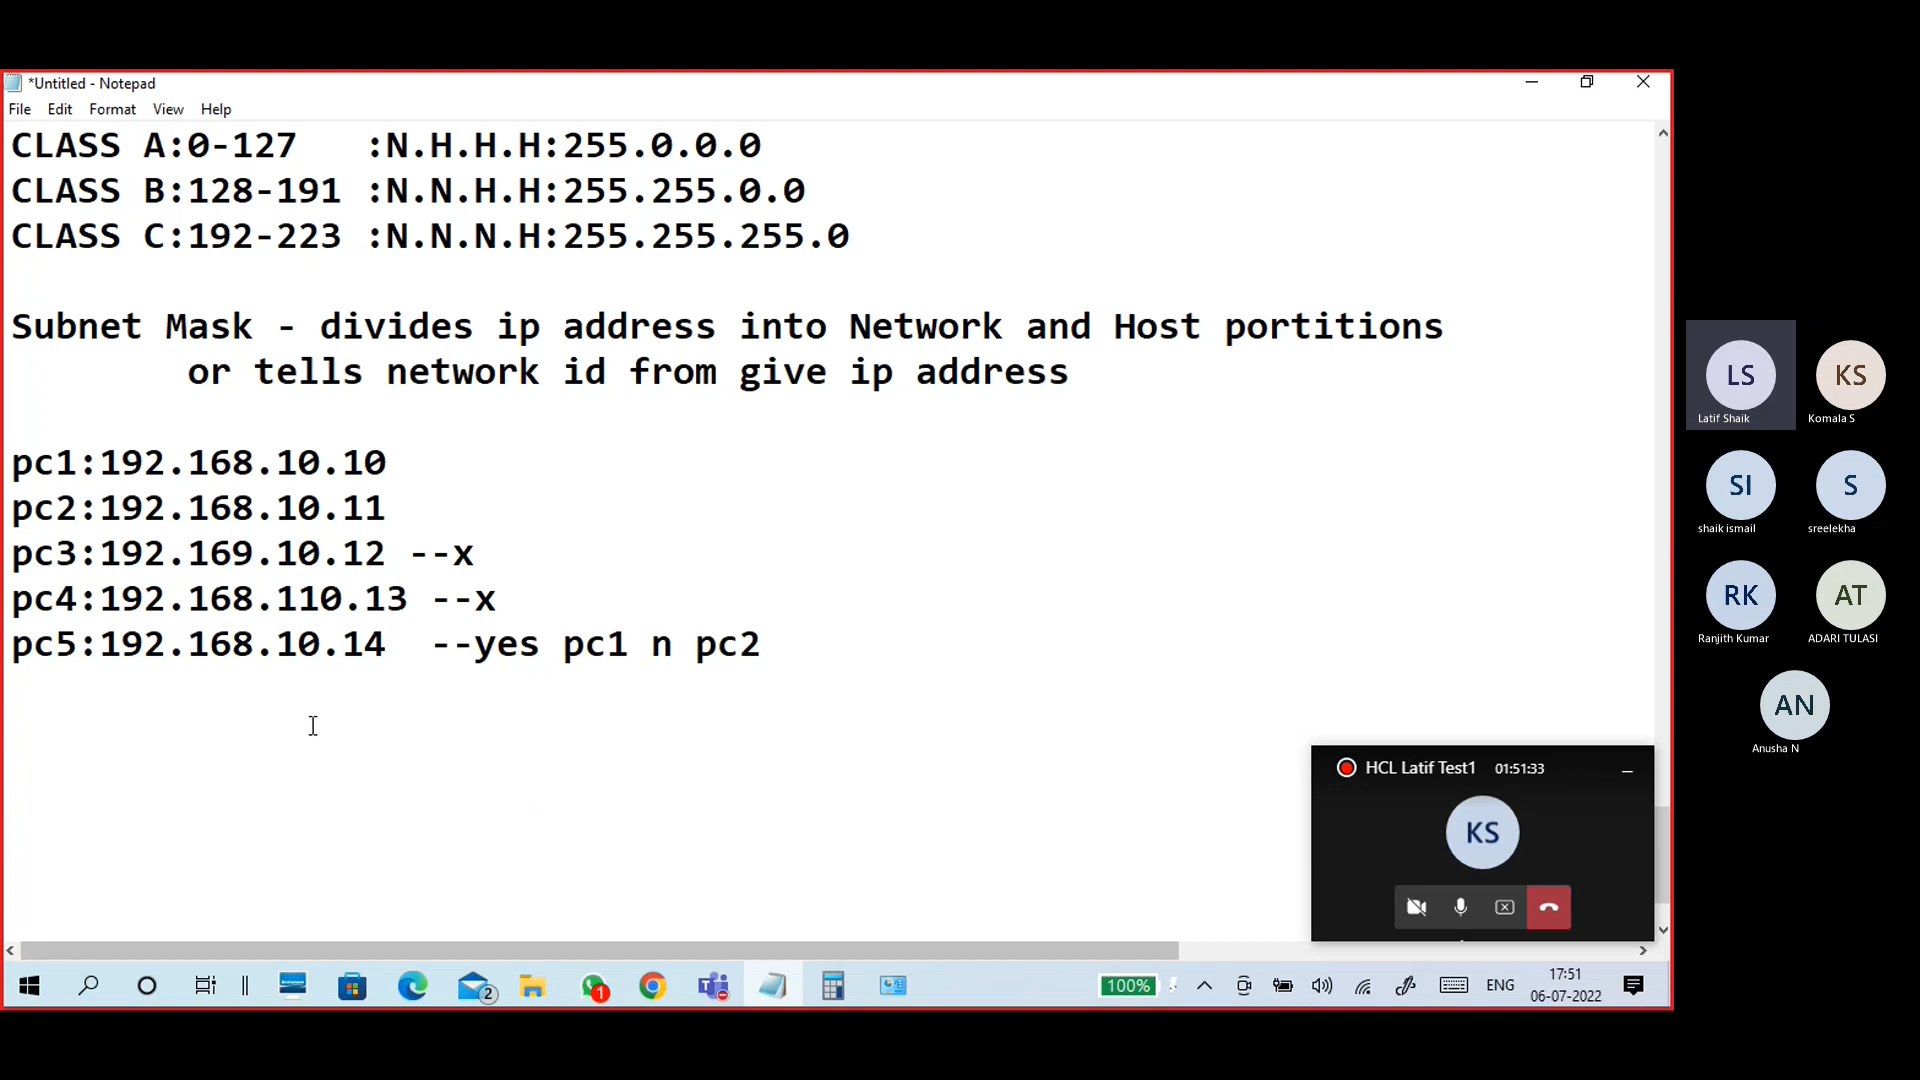 *Untitled - Notepad
File Edit Format View Help
CLASS A:0-127 :N.H.H.H:255.0.0.0
CLASS B:128-191 :N.N.H.H:255.255.0.0
CLASS C:192-223 :N.N.N.H:255.255.255.0
Subnet Mask - divides ip address into Network and Host portitions
or tells network id from give ip address
pc1:192.168.10.10
pc2:192.168.10.11
pc3:192.169.10.12 --x
pc4:192.168.110.13 --x
pc5:192.168.10.14 --yes pc1 n pc2
HCL Latif Test1 01:51:33
KS
2
1
100%
ENG
17:51
06-07-2022
LS
Latif Shaik
KS
Komala S
SI
shaik ismail
S
sreelekha
RK
Ranjith Kumar
AT
ADARI TULASI
AN
Anusha N